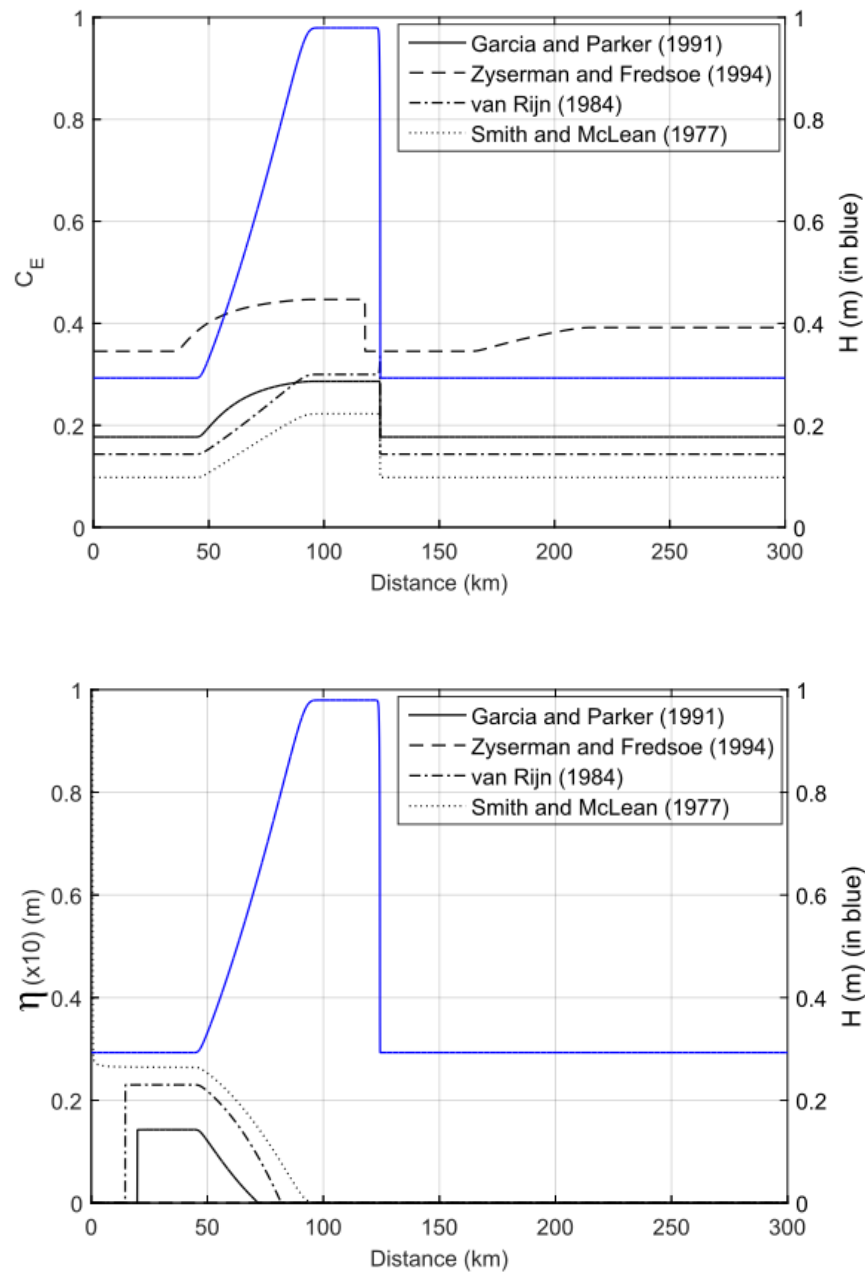 1
0.8
0.6
0.4
0.2
0
C_E
Garcia and Parker (1991)
Zyserman and Fredsoe (1994)
van Rijn (1984)
Smith and McLean (1977)
1
0.8
0.6
0.4
0.2
0
H (m) (in blue)
0 50 100 150 200 250 300
Distance (km)
1
0.8
0.6
0.4
0.2
0
η (x10) (m)
Garcia and Parker (1991)
Zyserman and Fredsoe (1994)
van Rijn (1984)
Smith and McLean (1977)
1
0.8
0.6
0.4
0.2
0
H (m) (in blue)
0 50 100 150 200 250 300
Distance (km)